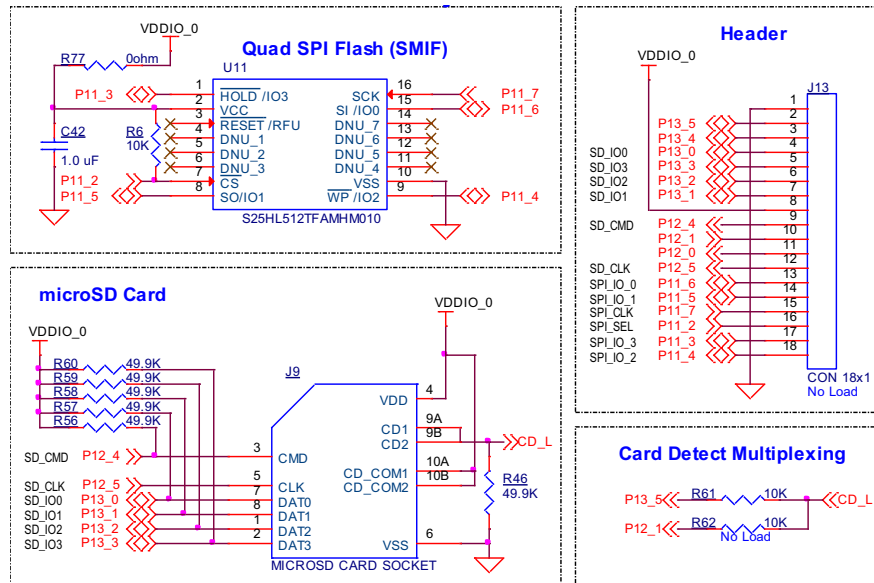 Quad SPI Flash (SMIF)
VDDIO_0
R77 0ohm
U11
P11_3 1 HOLD /IO3 SCK 16 P11_7
2 VCC SI /IO0 15 P11_6
3 RESET /RFU DNU_7 14
4 DNU_1 DNU_6 13
5 DNU_2 DNU_5 12
6 DNU_3 DNU_4 11
P11_2 7 CS VSS 10
P11_5 8 SO/IO1 WP /IO2 9 P11_4
C42
1.0 uF
R6
10K
S25HL512TFAMHM010
Header
VDDIO_0
J13
1
P13_5 2
P13_4 3
SD_IO0 P13_0 4
SD_IO3 P13_3 5
SD_IO2 P13_2 6
SD_IO1 P13_1 7
8
SD_CMD P12_4 9
P12_1 10
P12_0 11
SD_CLK P12_5 12
SPI_IO_0 P11_6 13
SPI_IO_1 P11_5 14
SPI_CLK P11_7 15
SPI_SEL P11_2 16
SPI_IO_3 P11_3 17
SPI_IO_2 P11_4 18
CON 18x1
No Load
microSD Card
VDDIO_0
VDDIO_0
R60 49.9K
R59 49.9K
R58 49.9K
R57 49.9K
R56 49.9K
J9
VDD 4
CD1 9A
CD2 9B
CD_L
CD_COM1 10A
CD_COM2 10B
R46
49.9K
VSS 6
SD_CMD P12_4 3 CMD
SD_CLK P12_5 5 CLK
SD_IO0 P13_0 7 DAT0
SD_IO1 P13_1 8 DAT1
SD_IO2 P13_2 1 DAT2
SD_IO3 P13_3 2 DAT3
MICROSD CARD SOCKET
Card Detect Multiplexing
P13_5 R61 10K CD_L
P12_1 R62 10K
No Load